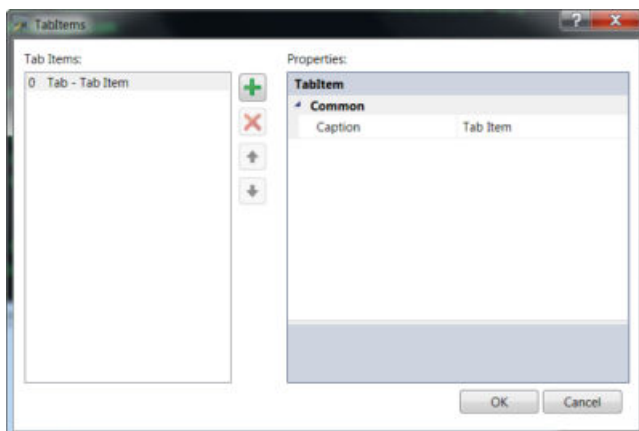 TabItems
Tab Items:
0 Tab - Tab Item
Properties:
TabItem
Common
Caption Tab Item
OK Cancel